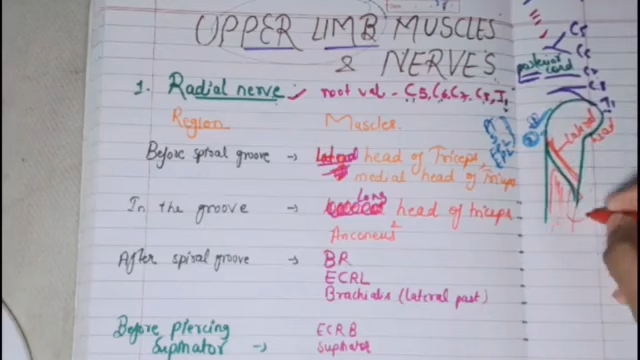 UPPER LIMB MUSCLES
& NERVES
1. Radial nerve root val - C5, C6, C7, C8, T1
Region Muscles
Before spiral groove → head of Triceps,
medial head of Triceps
In the groove → Long head of triceps
Anconeus 2
After spiral groove → BR
ECRL
Brachialis (lateral part)
Before piercing ECRB
Supinator → supinator
C5
C6
posterior cord C7
C8
T1
lateral
head